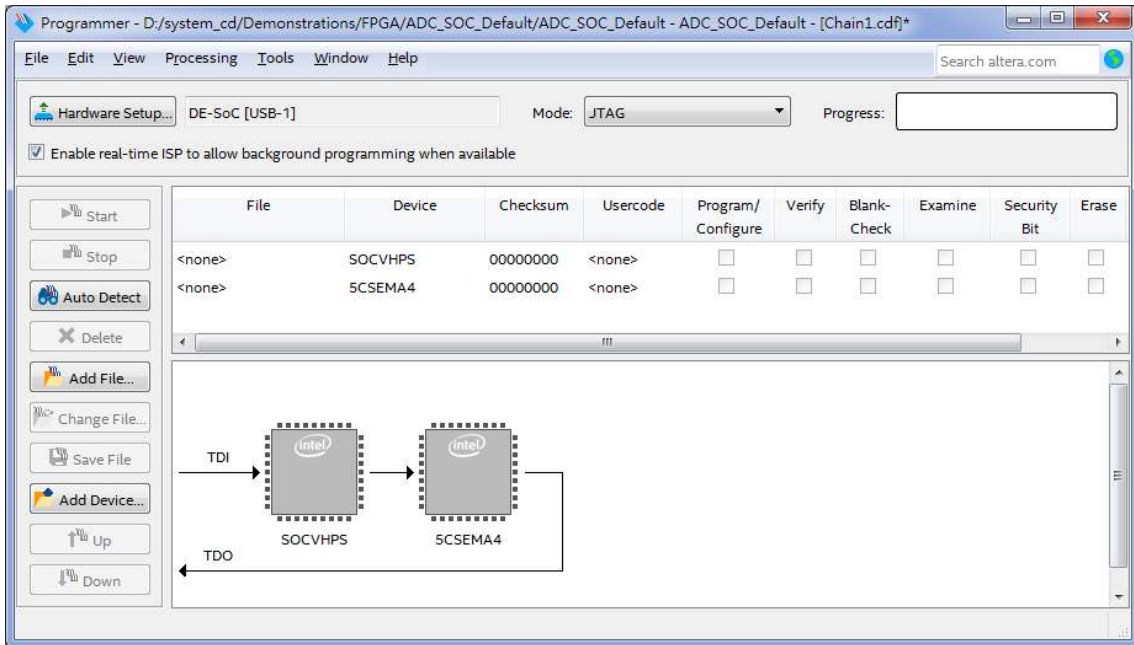 Programmer - D:/system_cd/Demonstrations/FPGA/ADC_SOC_Default/ADC_SOC_Default - ADC_SOC_Default - [Chain1.cdf]*
File Edit View Processing Tools Window Help Search altera.com
Hardware Setup... DE-SoC [USB-1] Mode: JTAG Progress:
Enable real-time ISP to allow background programming when available
Start
Stop
Auto Detect
Delete
Add File...
Change File...
Save File
Add Device...
Up
Down
File Device Checksum Usercode Program/ Verify Blank- Examine Security Erase
Configure Check Bit
<none> SOCVHPS 00000000 <none>
<none> 5CSEMA4 00000000 <none>
TDI
intel intel
SOCVHPS 5CSEMA4
TDO